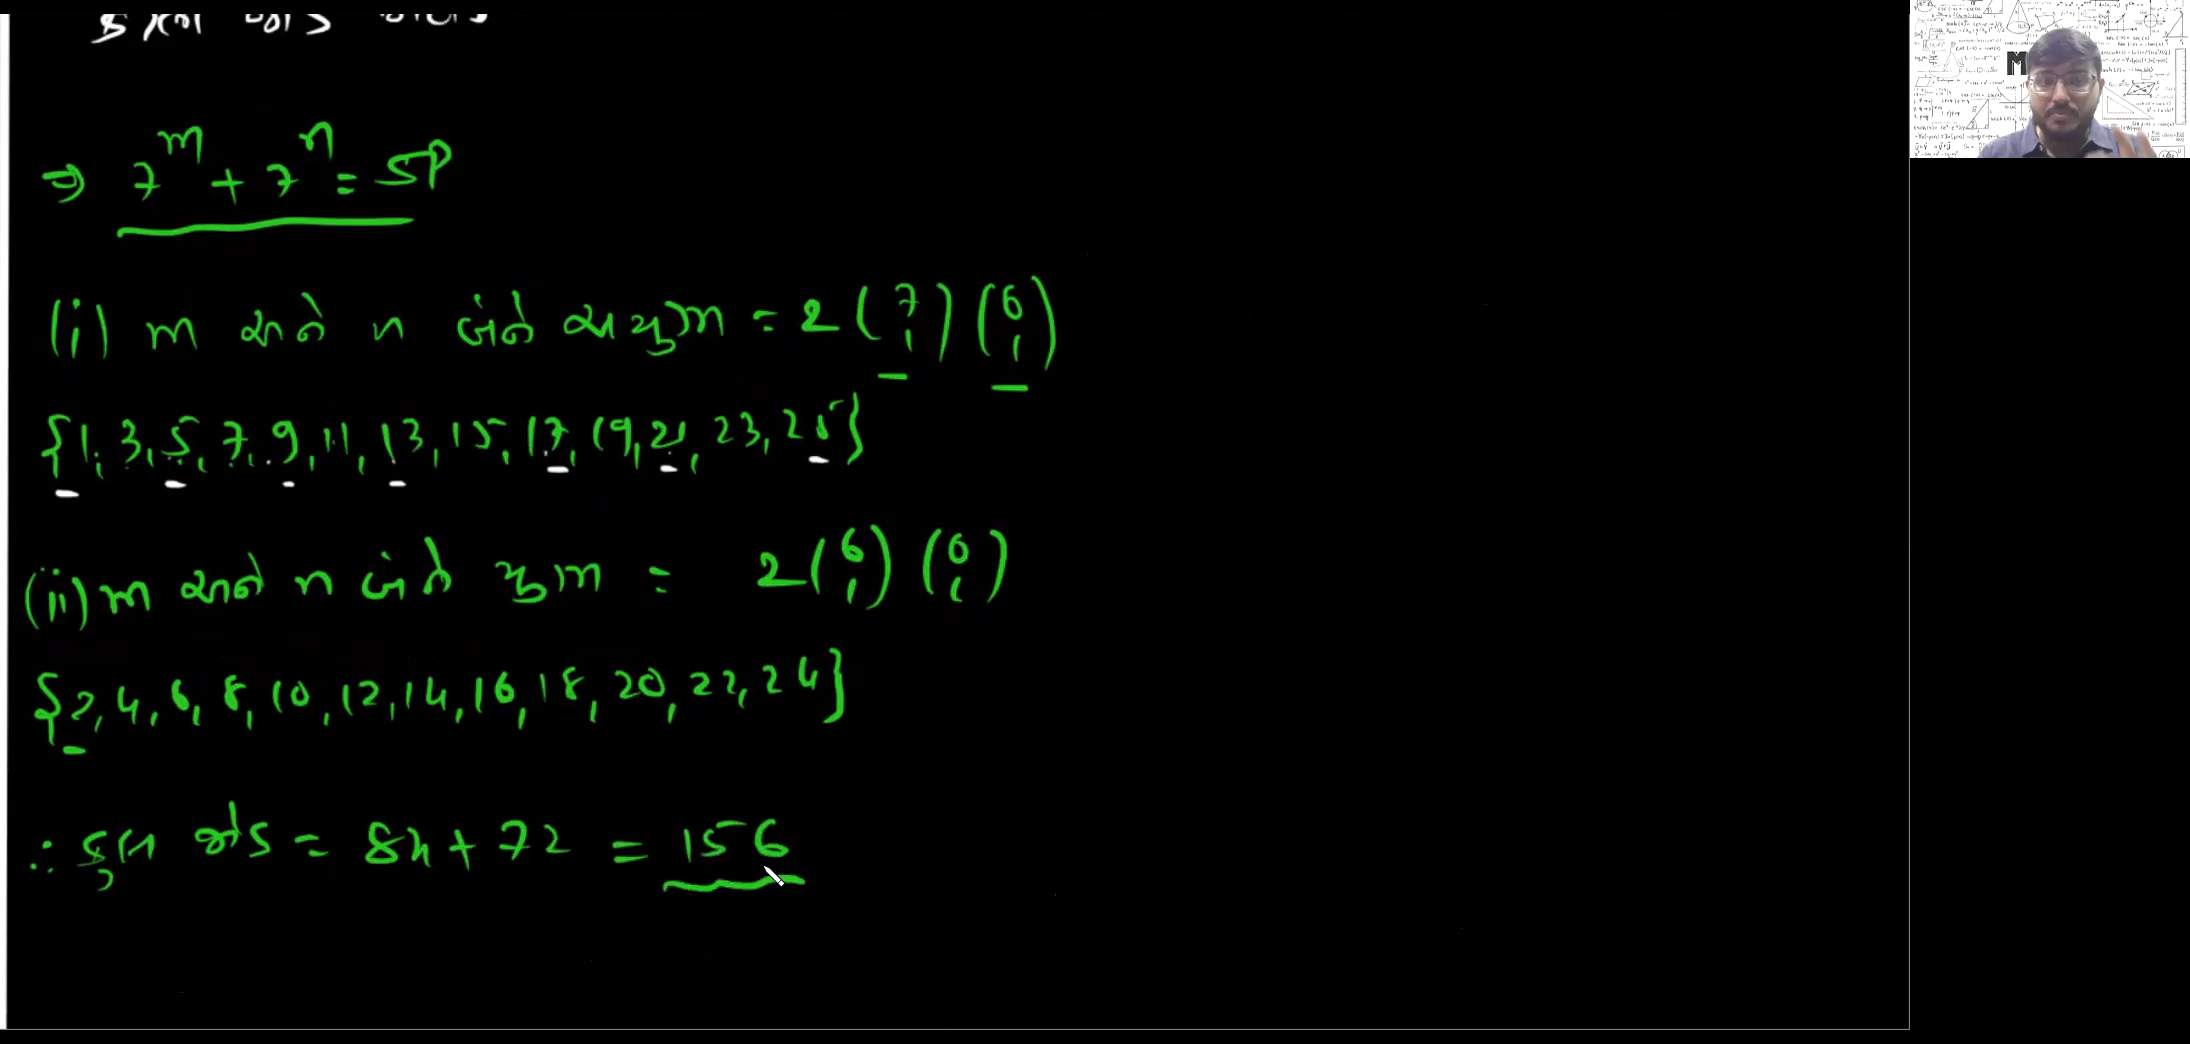 ⇒ 7^m + 7^n = 5P
(i) m અને n બંને અયુગ્મ = 2 (7 1) (6 1)
{1, 3, 5, 7, 9, 11, 13, 15, 17, 19, 21, 23, 25}
(ii) m અને n બંને યુગ્મ = 2 (6 1) (6 1)
{2, 4, 6, 8, 10, 12, 14, 16, 18, 20, 22, 24}
∴ કુલ જોડ = 84 + 72 = 156